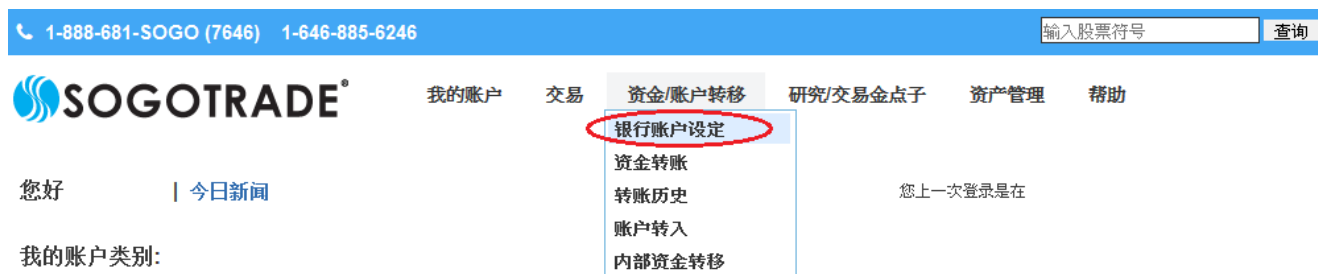 1-888-681-SOGO (7646) 1-646-885-6246 输入股票符号 查询
SOGOTRADE® 我的账户 交易 资金/账户转移 研究/交易金点子 资产管理 帮助
银行账户设定
资金转账
您好 | 今日新闻 转账历史 您上一次登录是在
账户转入
我的账户类别: 内部资金转移